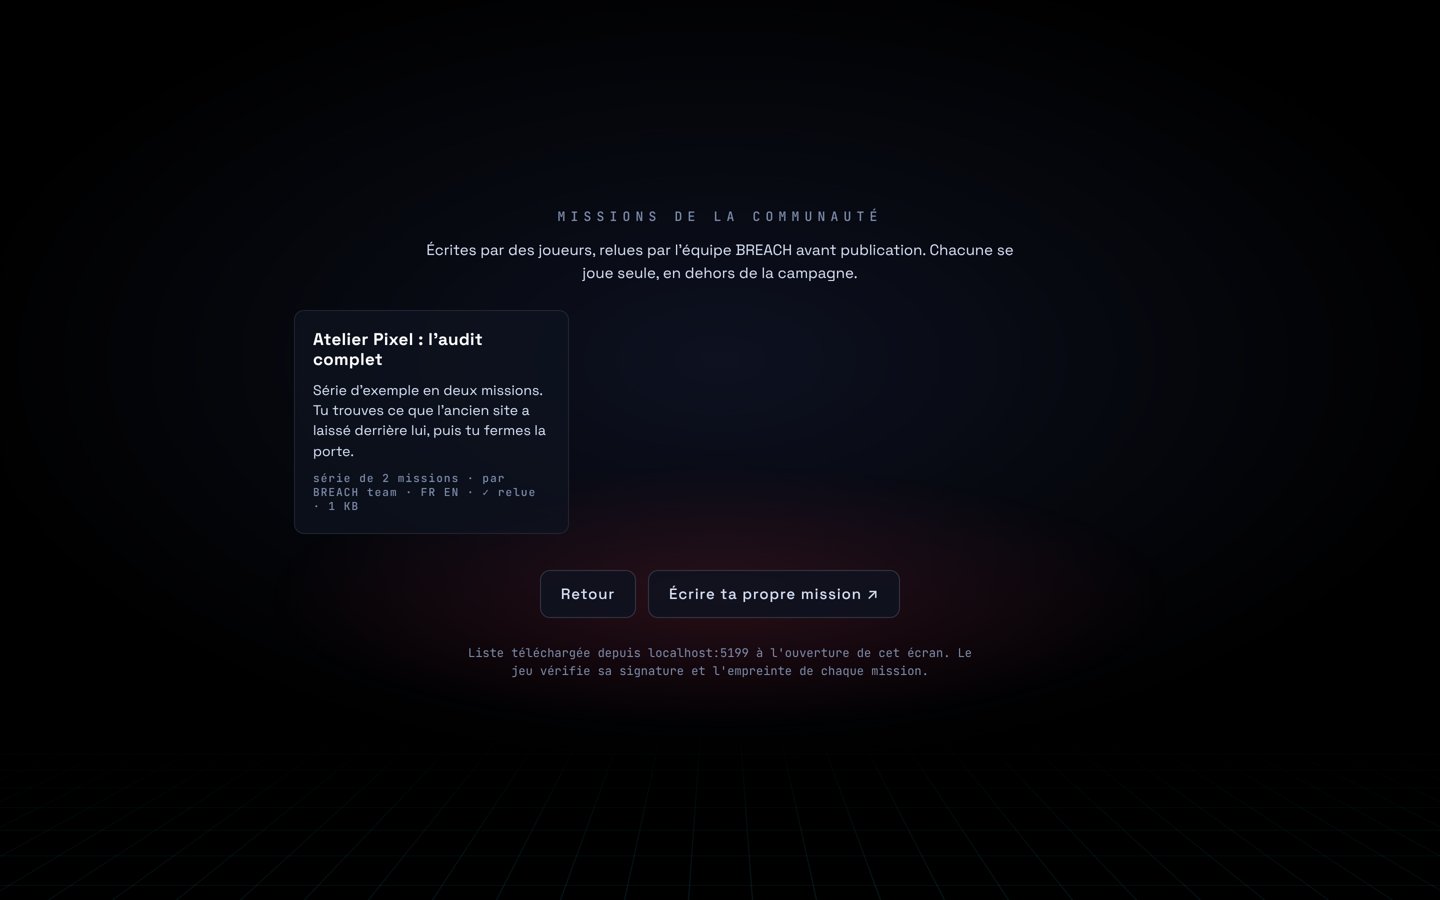 MISSIONS DE LA COMMUNAUTÉ
Écrites par des joueurs, relues par l'équipe BREACH avant publication. Chacune se
joue seule, en dehors de la campagne.
Atelier Pixel : l'audit
complet
Série d'exemple en deux missions.
Tu trouves ce que l'ancien site a
laissé derrière lui, puis tu fermes la
porte.
série de 2 missions · par
BREACH team · FR EN · ✓ relue
· 1 KB
Retour
Écrire ta propre mission ↗
Liste téléchargée depuis localhost:5199 à l'ouverture de cet écran. Le
jeu vérifie sa signature et l'empreinte de chaque mission.